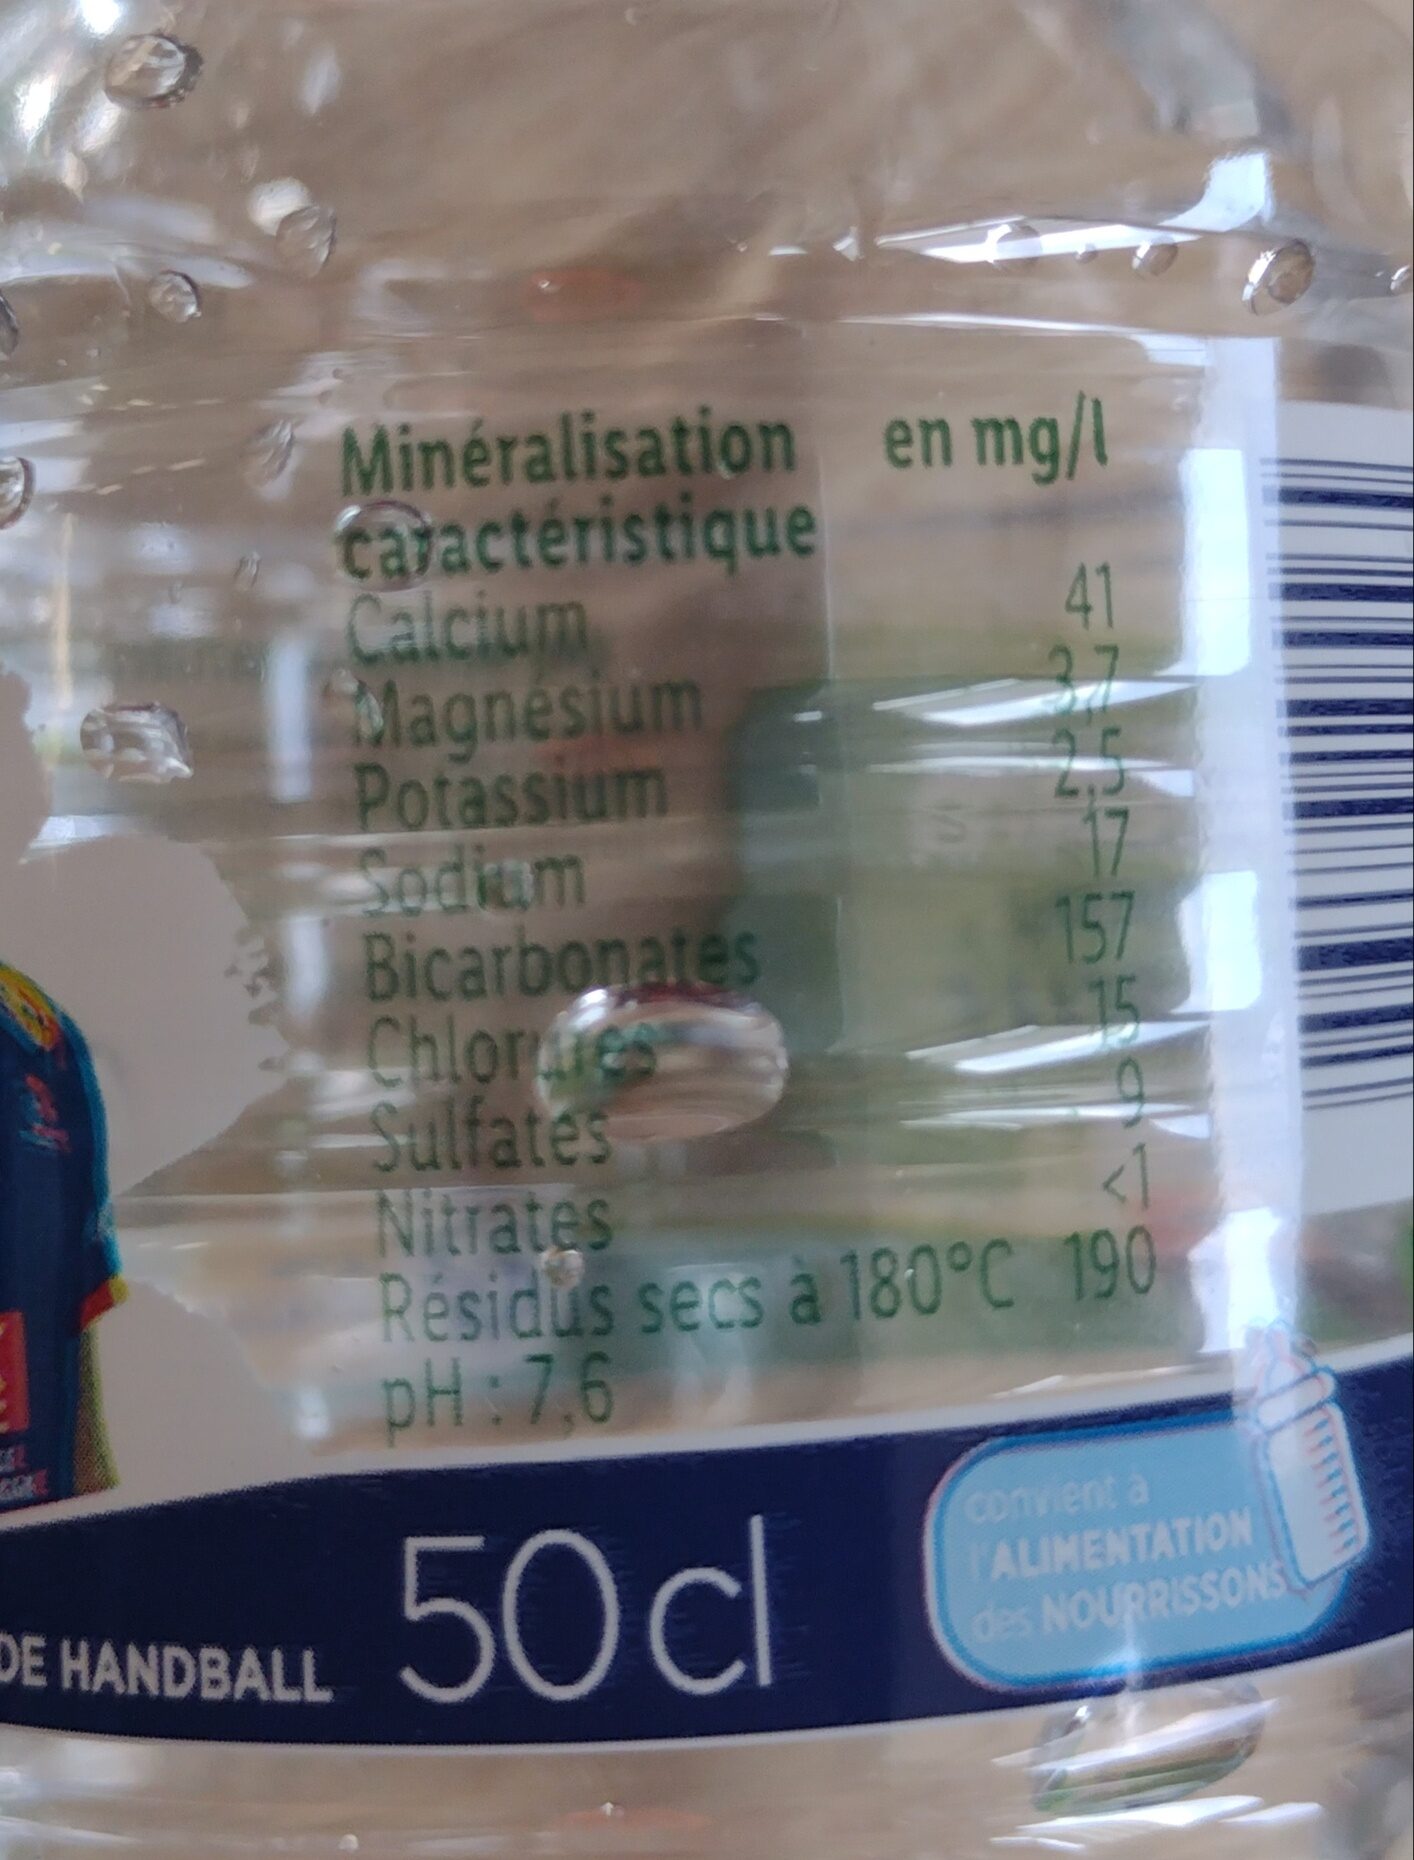 Minéralisation en mg/l
caractéristique
Calcium 41
Magnésium 3,7
Potassium 2,5
Sodium 17
Bicarbonates 157
Chlorures 15
Sulfates 9
Nitrates <1
Résidus secs à 180°C 190
pH : 7,6
convient à
l'ALIMENTATION
des NOURRISSONS
DE HANDBALL 50 cl